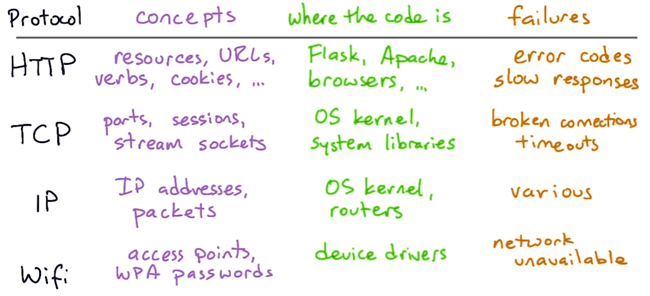 Protocol concepts where the code is failures
HTTP resources, URLs, verbs, cookies, ... Flask, Apache, browsers, ... error codes slow responses
TCP ports, sessions, stream sockets OS kernel, system libraries broken connections timeouts
IP IP addresses, packets OS kernel, routers various
Wifi access points, WPA passwords device drivers network unavailable